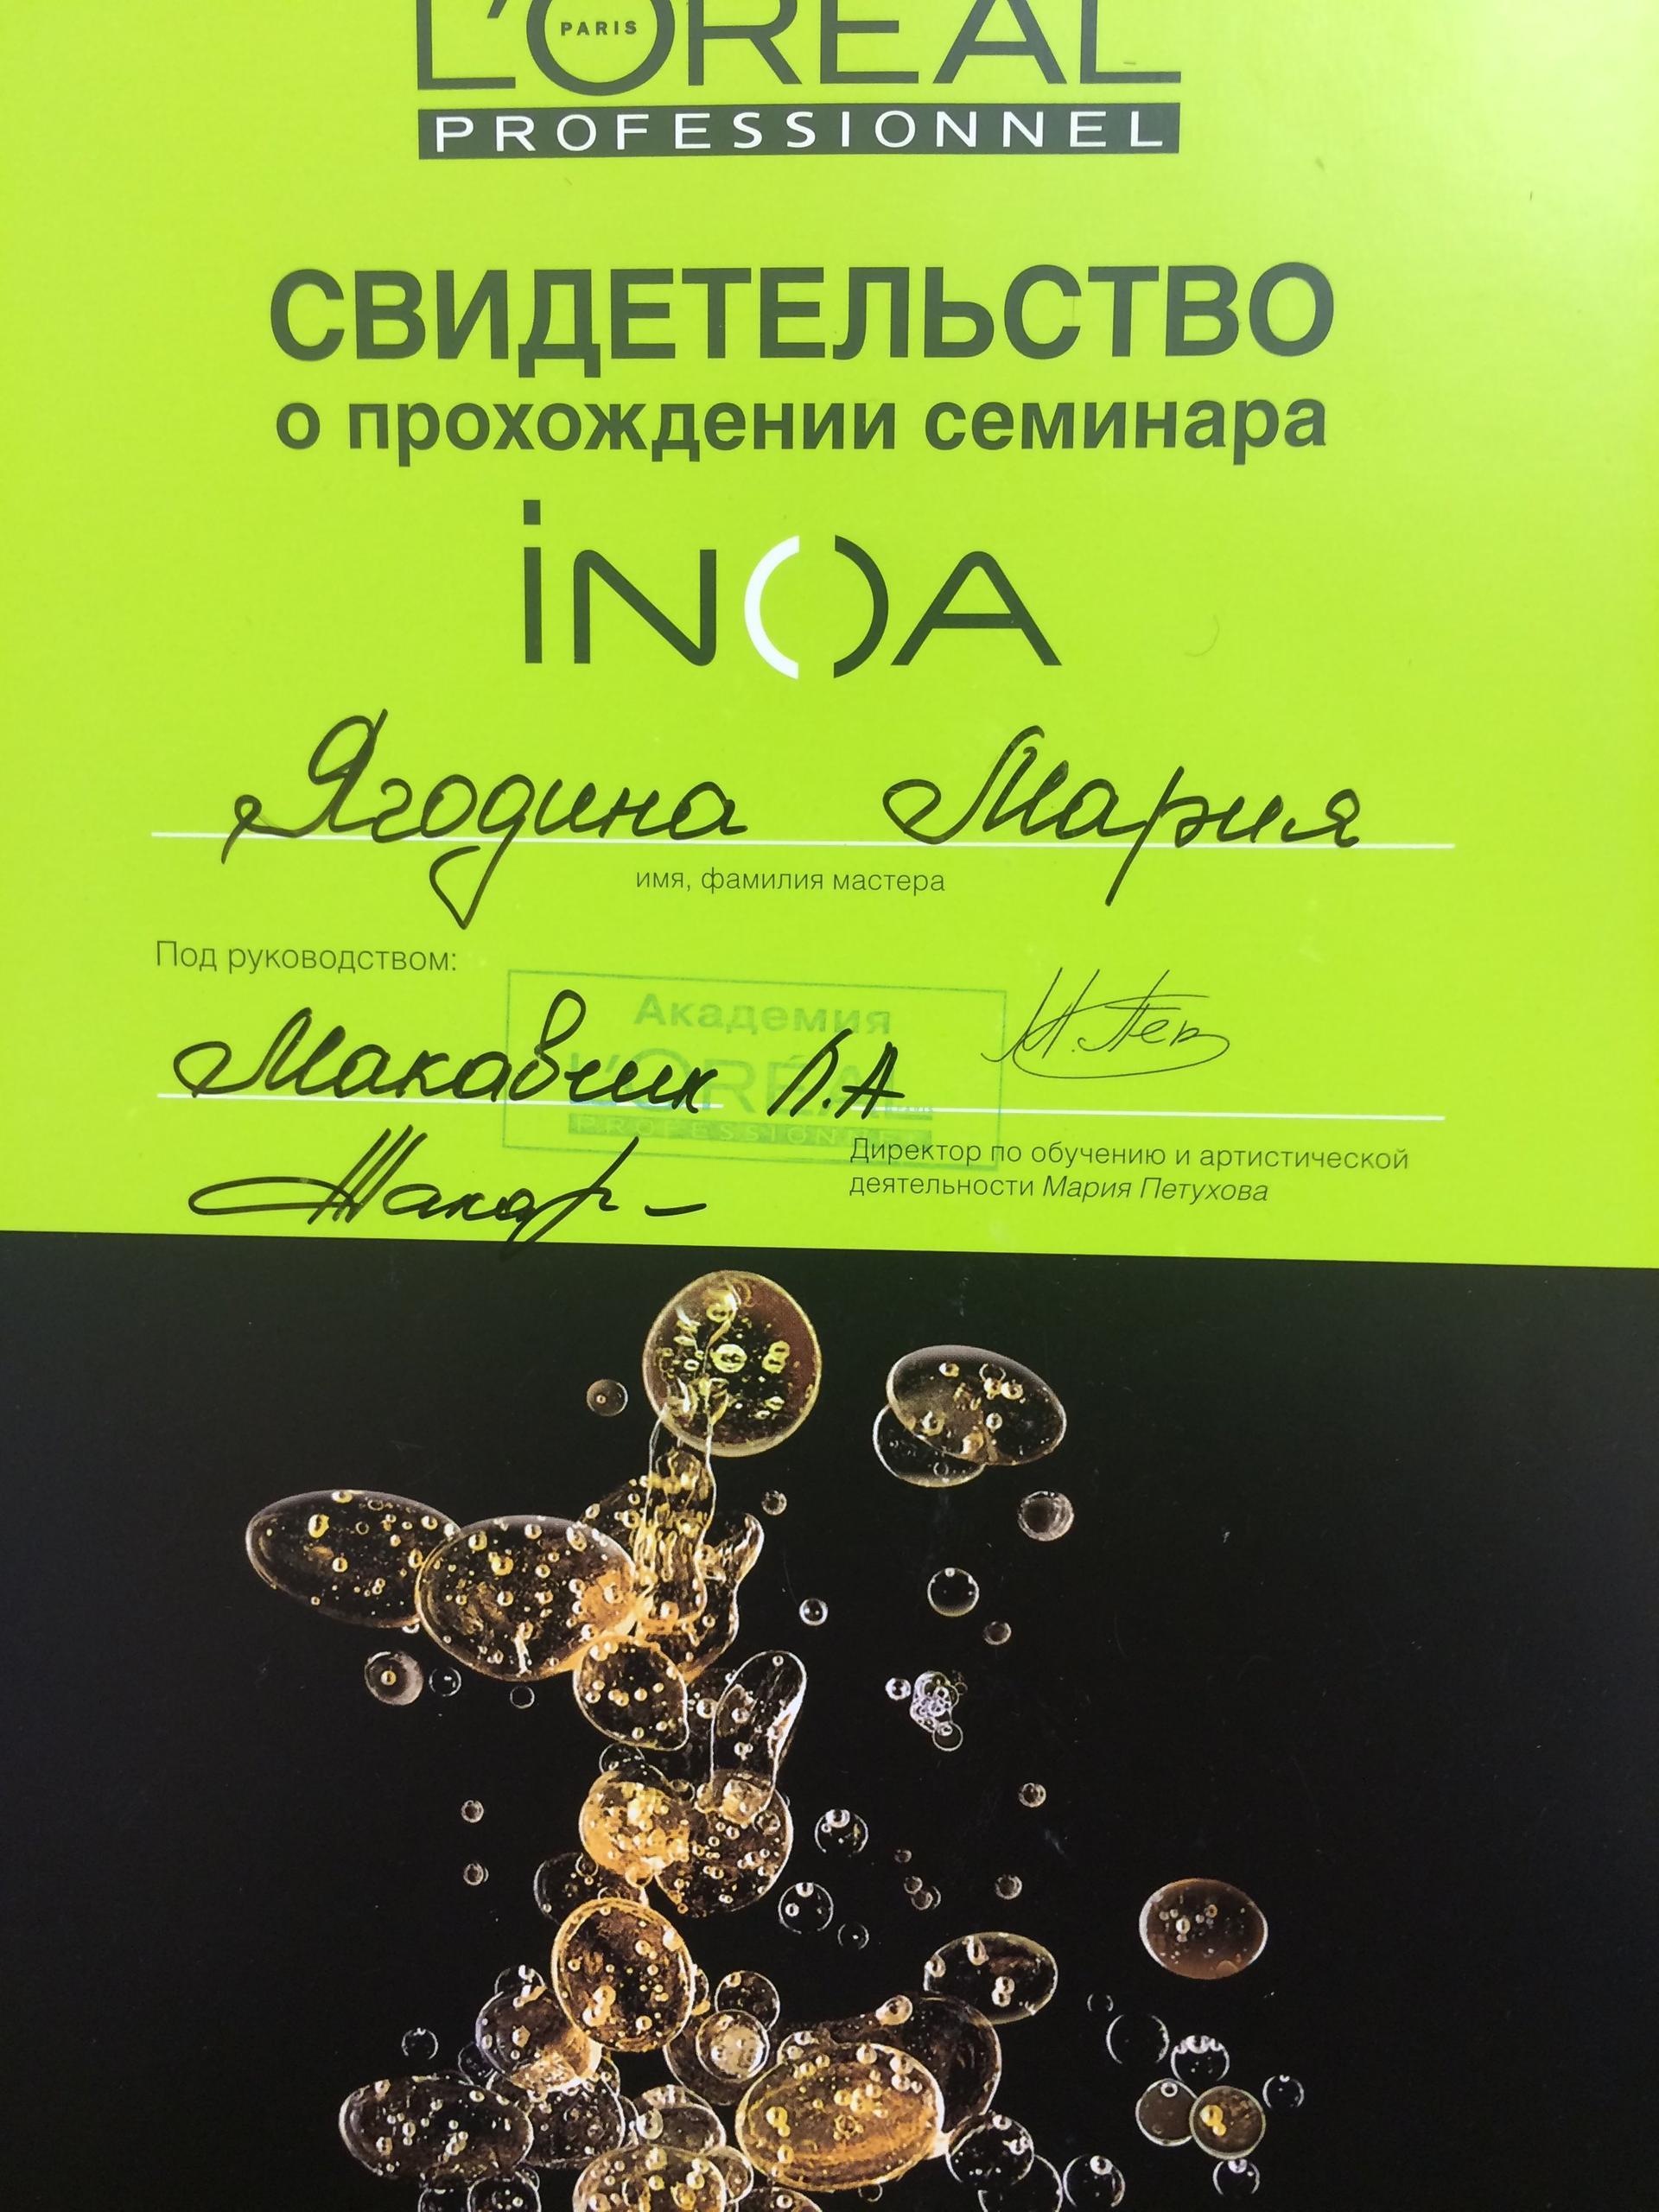 L'ORÉAL
PARIS
PROFESSIONNEL
СВИДЕТЕЛЬСТВО
о прохождении семинара
iNOA
Ягодина Мария
имя, фамилия мастера
Под руководством:
Академия
L'ORÉAL
PROFESSIONNEL
Л.А
Директор по обучению и артистической
деятельности Мария Петухова